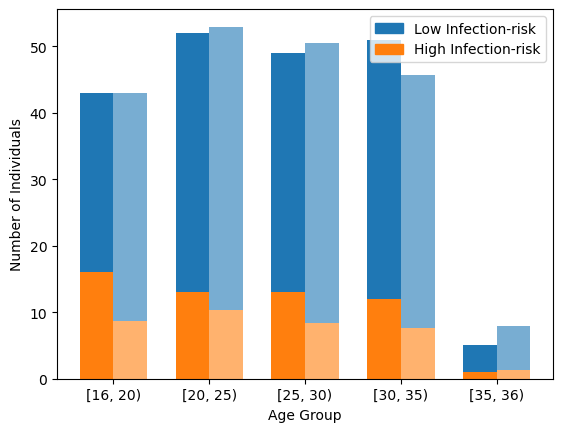 Low Infection-risk
High Infection-risk
Number of Individuals
50
40
30
20
10
0
[16, 20)
[20, 25)
[25, 30)
[30, 35)
[35, 36)
Age Group